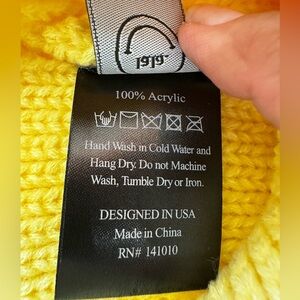 1919
100% Acrylic
Hand Wash in Cold Water and
Hang Dry. Do not Machine
Wash, Tumble Dry or Iron.
DESIGNED IN USA
Made in China
RN# 141010